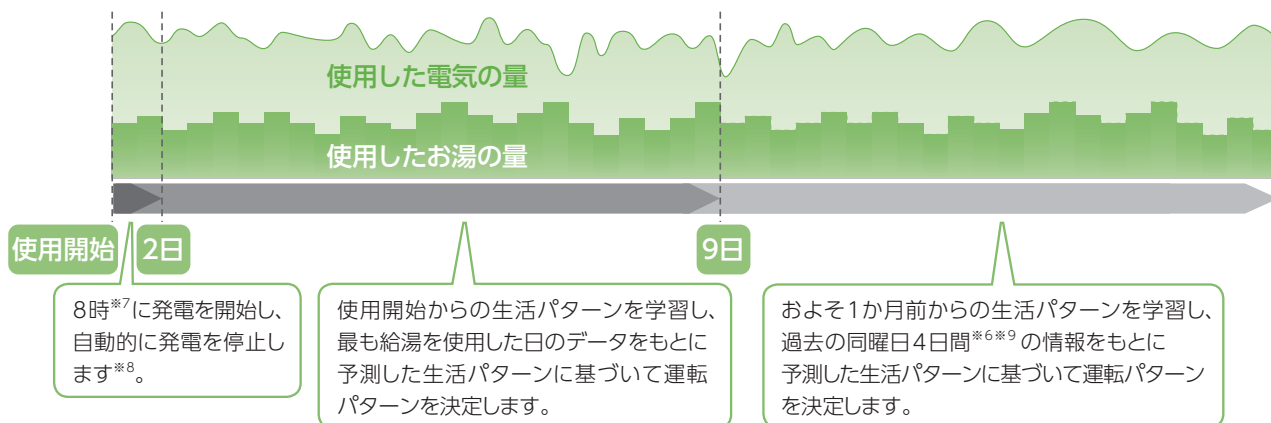 使用した電気の量
使用したお湯の量
使用開始
2日
9日
8時※7に発電を開始し、
自動的に発電を停止し
ます※8。
使用開始からの生活パターンを学習し、
最も給湯を使用した日のデータをもとに
予測した生活パターンに基づいて運転
パターンを決定します。
およそ1か月前からの生活パターンを学習し、
過去の同曜日4日間※6※9の情報をもとに
予測した生活パターンに基づいて運転パターン
を決定します。